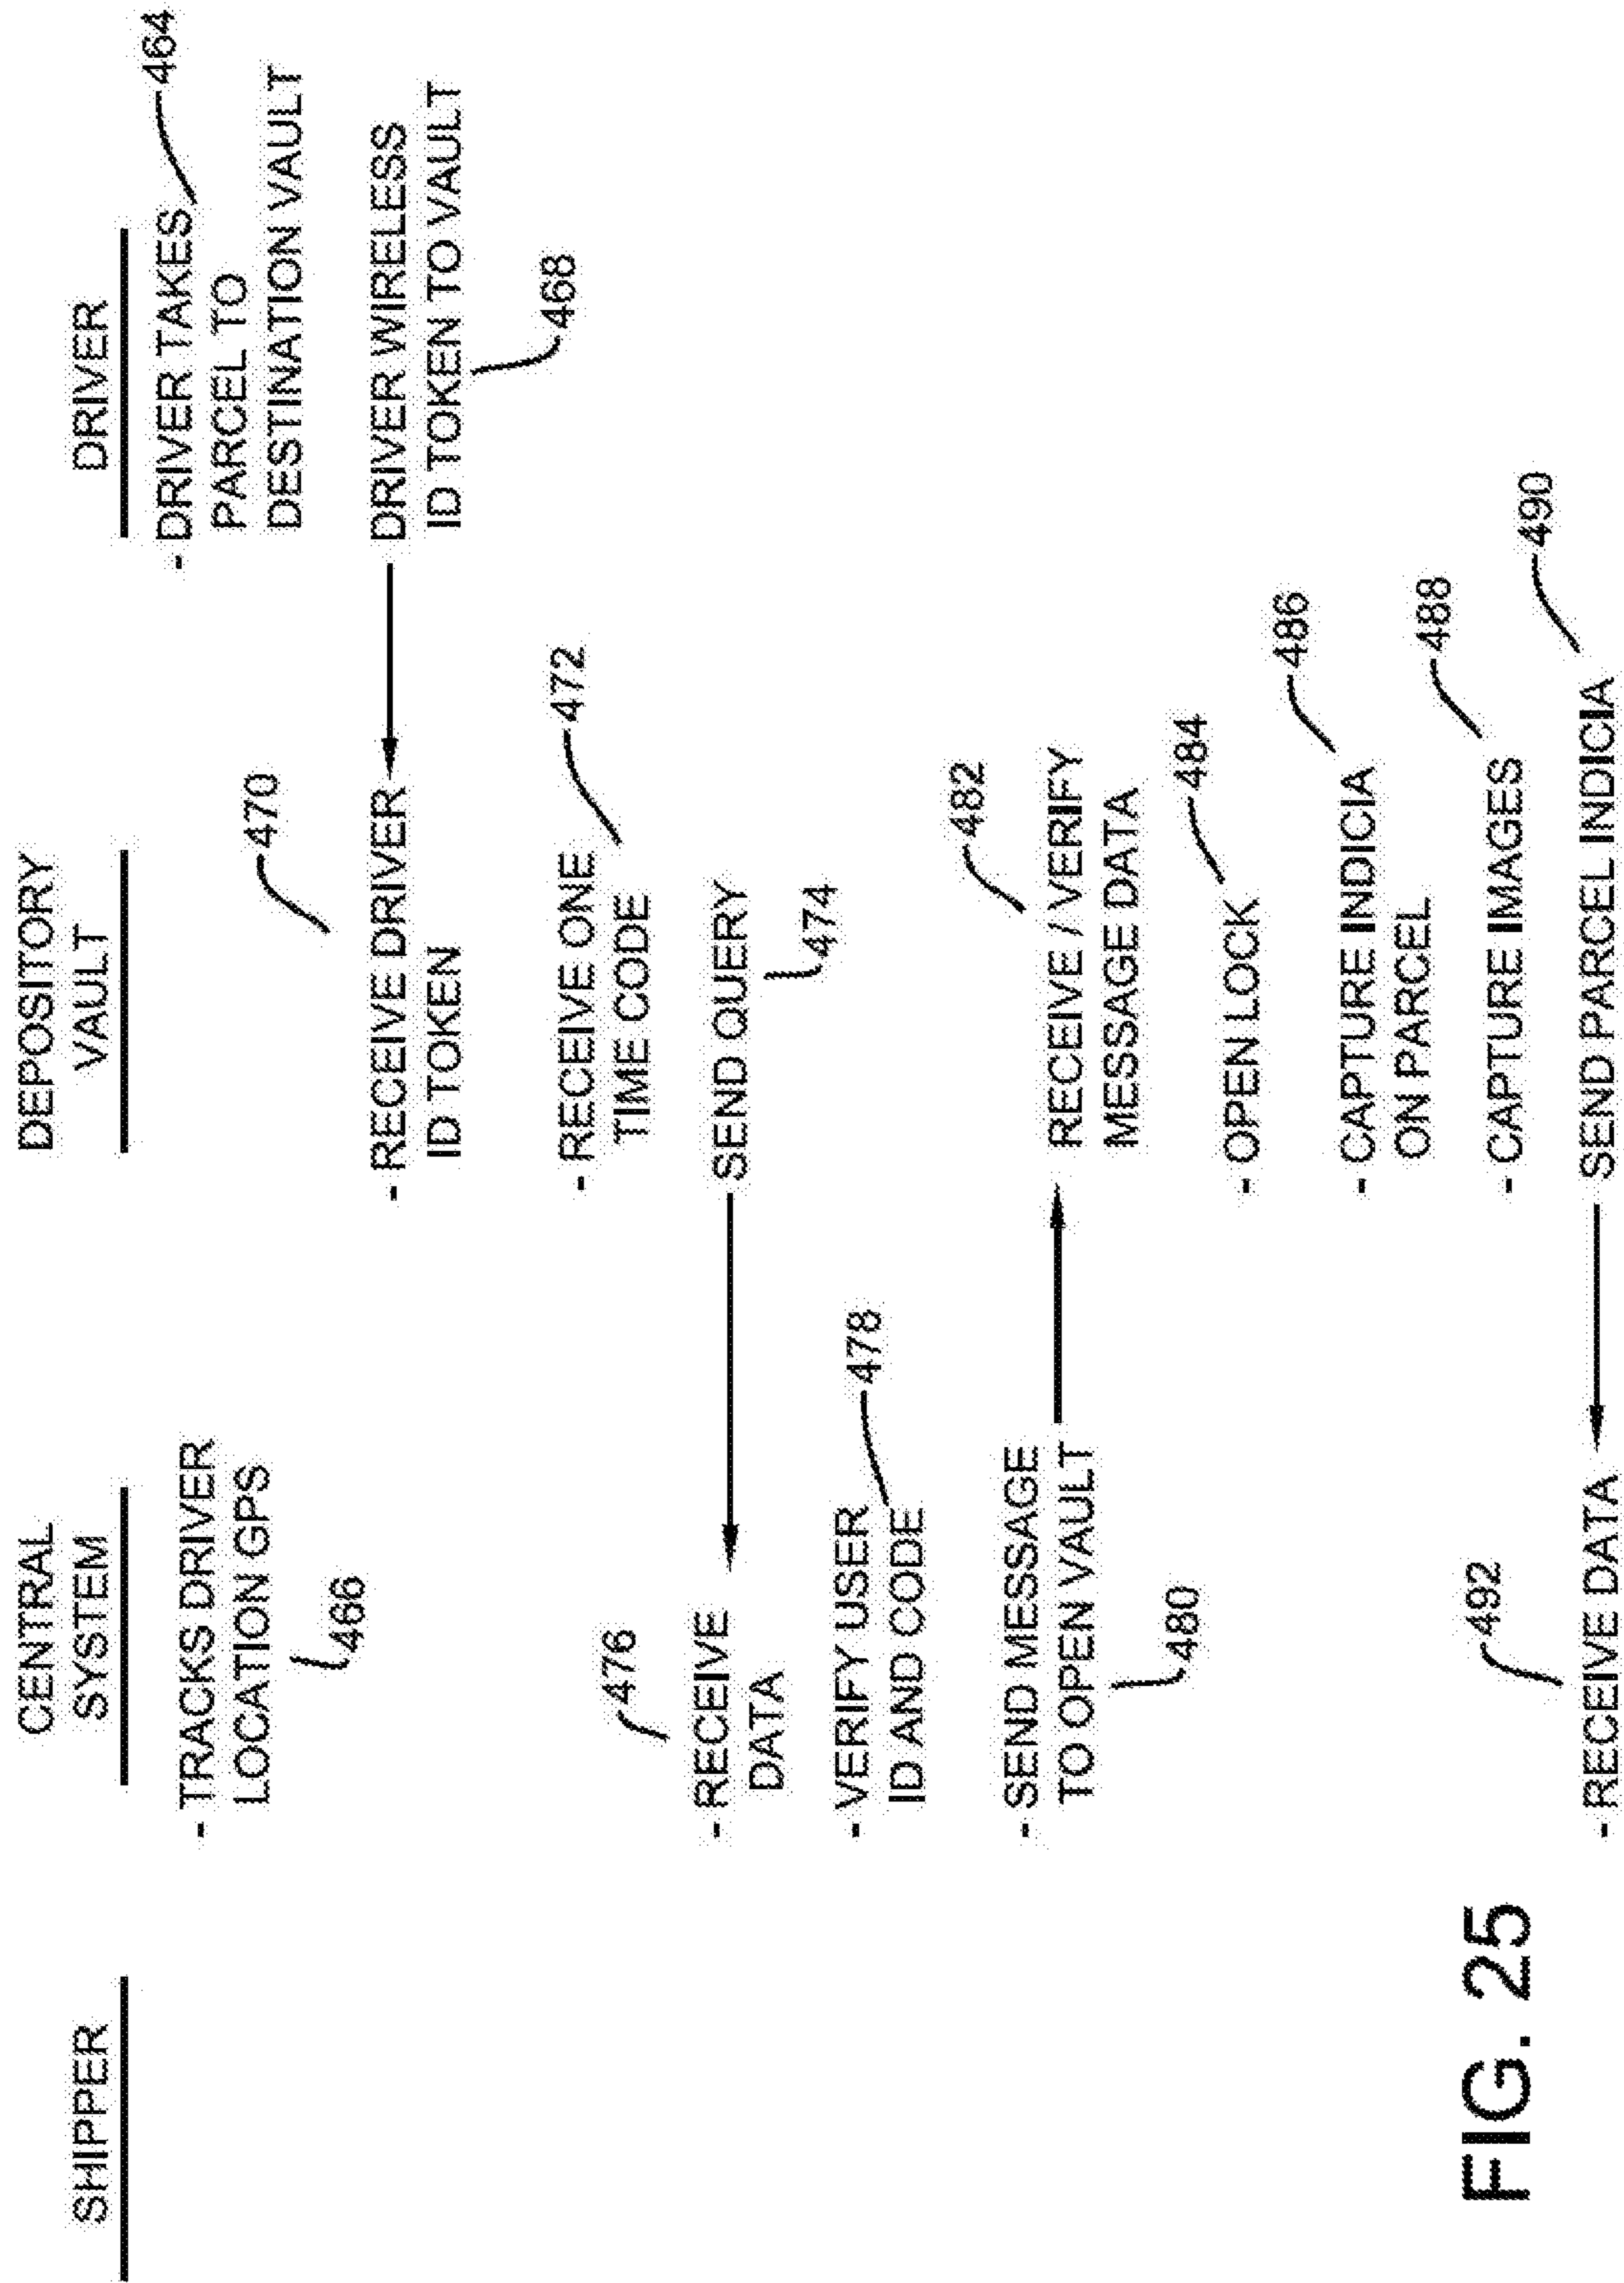 SHIPPER
CENTRAL
SYSTEM
DEPOSITORY
VAULT
DRIVER
- DRIVER TAKES
PARCEL TO
DESTINATION VAULT
464
- TRACKS DRIVER
LOCATION GPS
466
DRIVER WIRELESS
ID TOKEN TO VAULT
468
470
- RECEIVE DRIVER
ID TOKEN
- RECEIVE ONE
TIME CODE
472
SEND QUERY
474
476
- RECEIVE
DATA
- VERIFY USER
ID AND CODE
478
- SEND MESSAGE
TO OPEN VAULT
480
482
RECEIVE / VERIFY
MESSAGE DATA
- OPEN LOCK
484
- CAPTURE INDICIA
ON PARCEL
486
- CAPTURE IMAGES
488
SEND PARCEL INDICIA
490
492
- RECEIVE DATA
FIG. 25